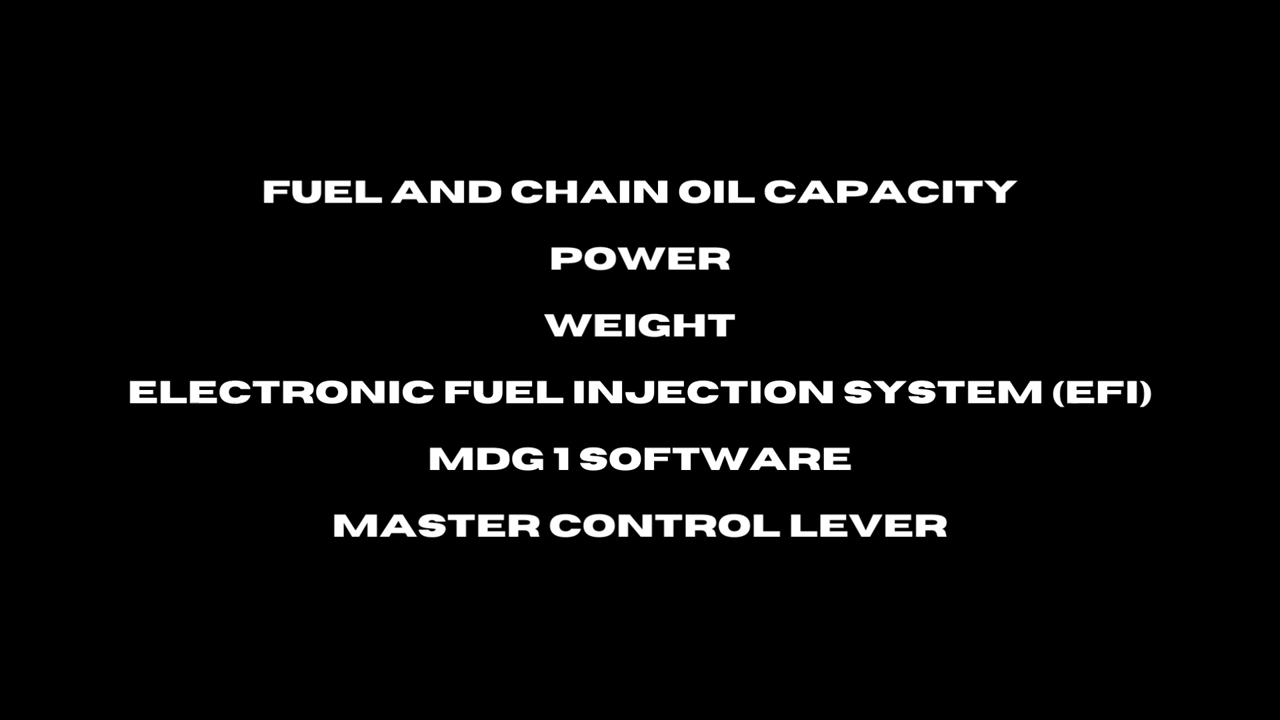 FUEL AND CHAIN OIL CAPACITY
POWER
WEIGHT
ELECTRONIC FUEL INJECTION SYSTEM (EFI)
MDG 1 SOFTWARE
MASTER CONTROL LEVER